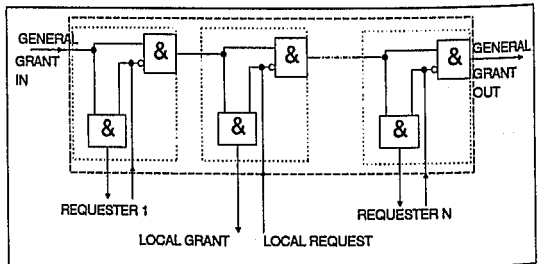 GENERAL
GRANT
IN
&
&
&
&
&
&
GENERAL
GRANT
OUT
REQUESTER 1
LOCAL GRANT
LOCAL REQUEST
REQUESTER N